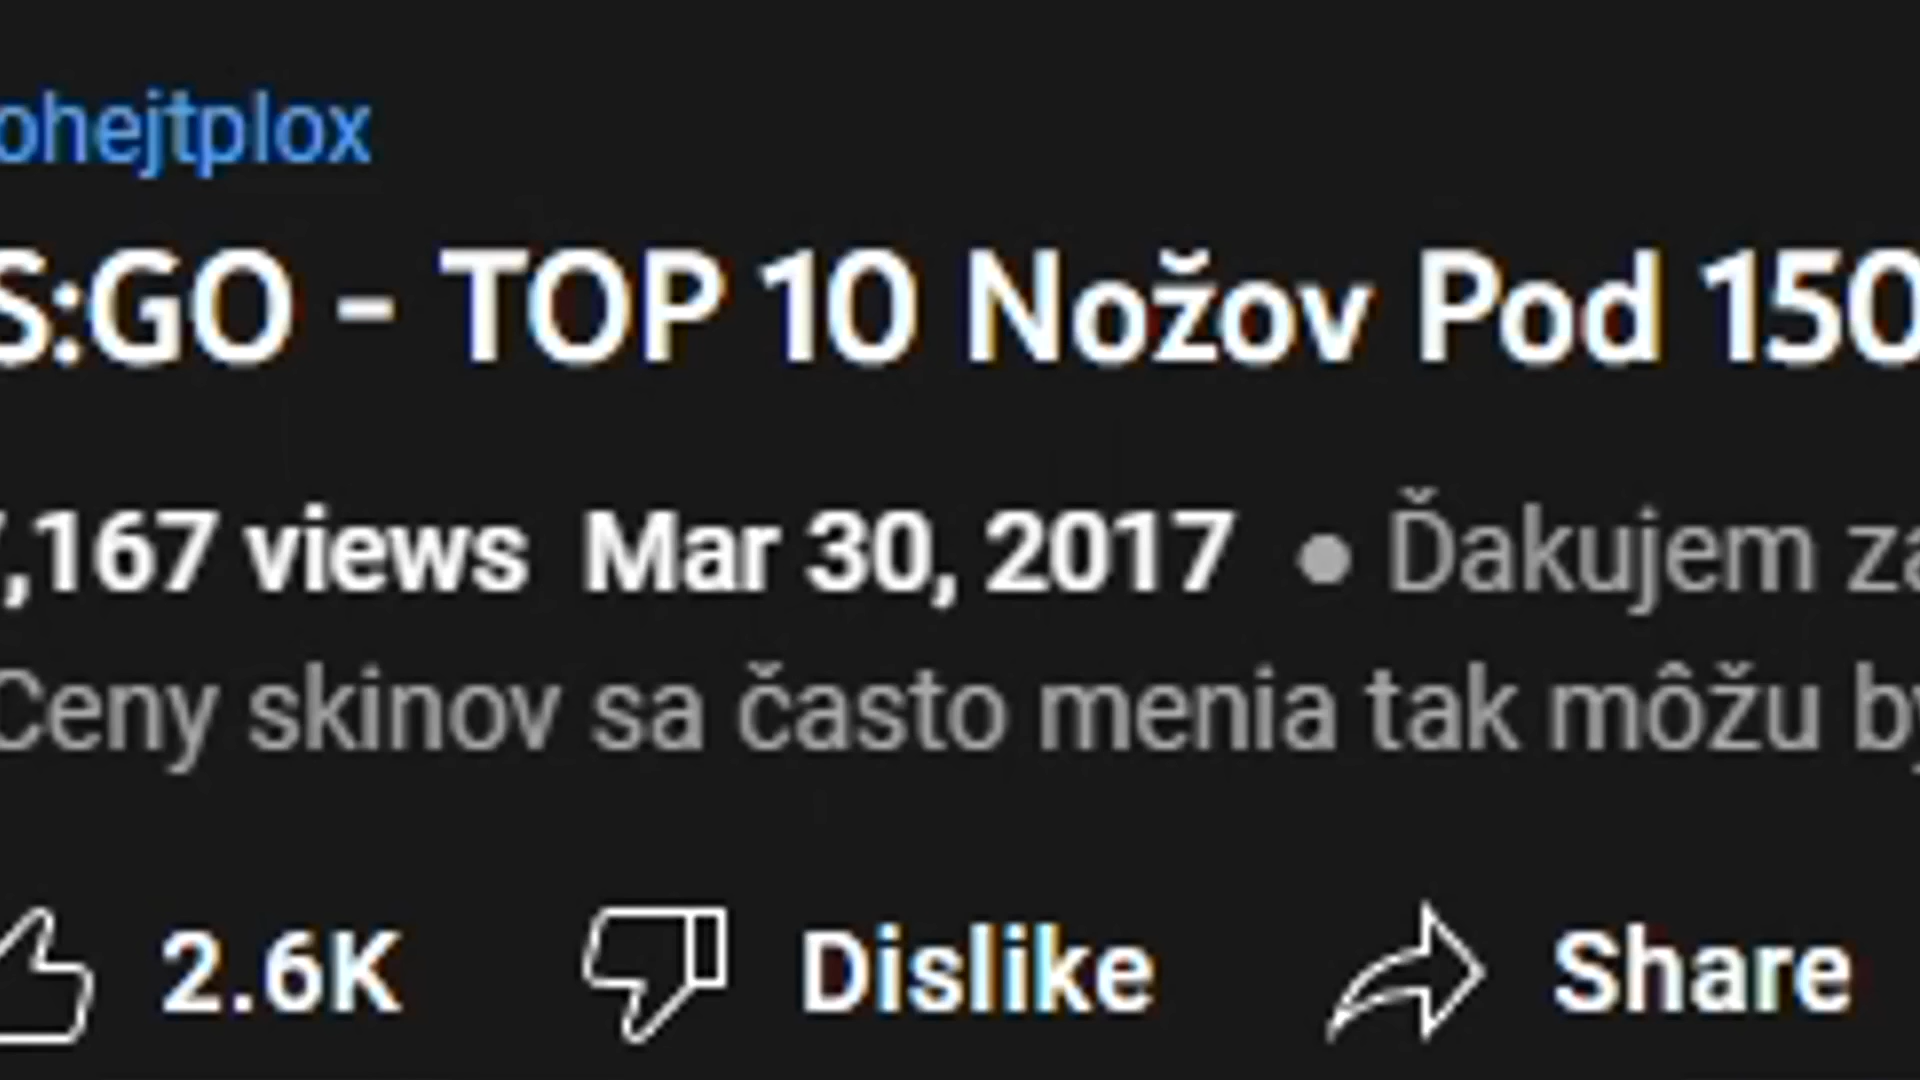 ohejtplox
S:GO - TOP 10 Nožov Pod 150
,167 views Mar 30, 2017 • Ďakujem za
Ceny skinov sa často menia tak môžu by
2.6K Dislike Share